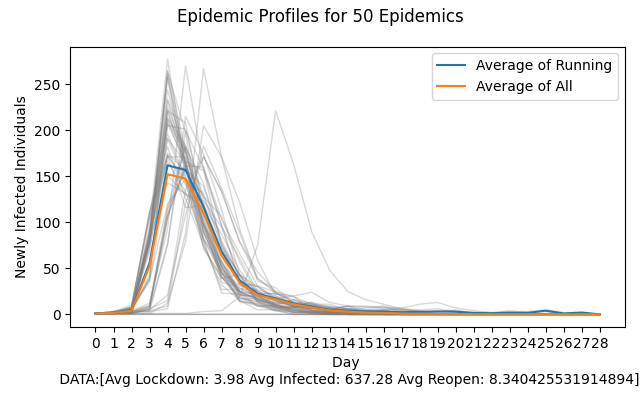 Epidemic Profiles for 50 Epidemics
Newly Infected Individuals
250
200
150
100
50
0
Average of Running
Average of All
0 1 2 3 4 5 6 7 8 9 10 11 12 13 14 15 16 17 18 19 20 21 22 23 24 25 26 27 28
Day
DATA:[Avg Lockdown: 3.98 Avg Infected: 637.28 Avg Reopen: 8.340425531914894]